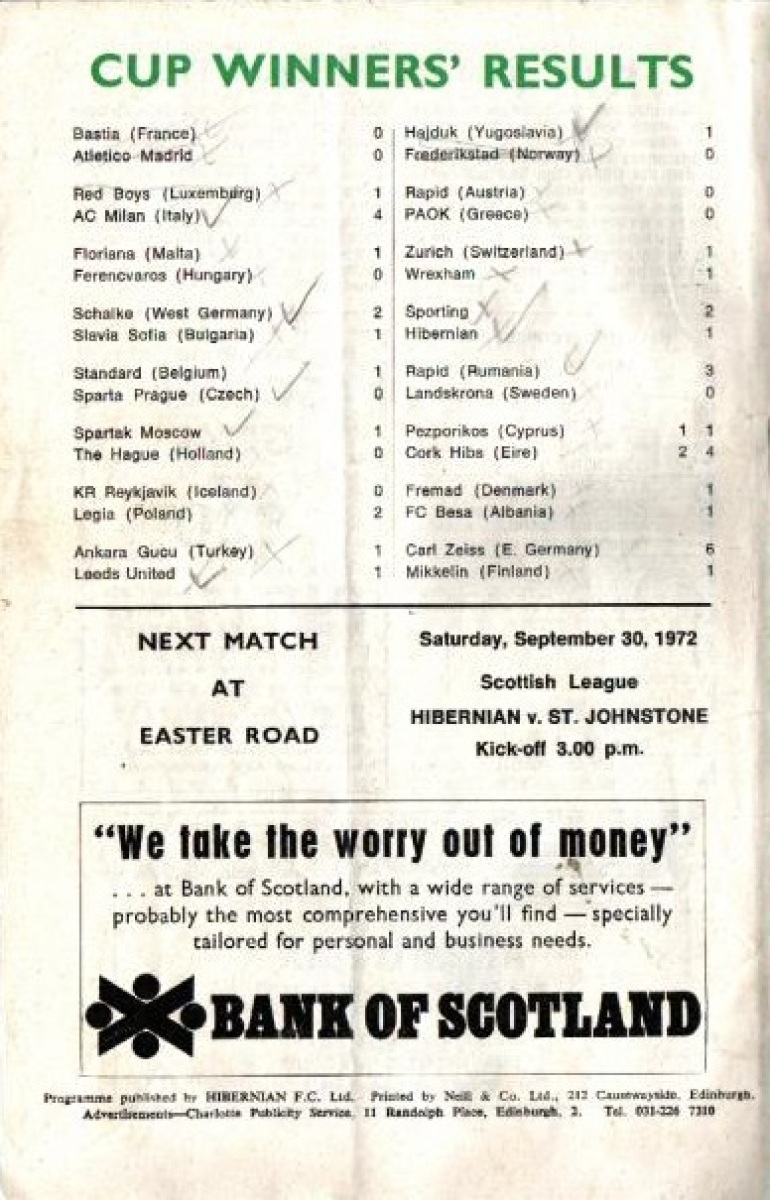 CUP WINNERS' RESULTS
Bastia (France) 0
Atletico Madrid 0
Red Boys (Luxemburg) 1
AC Milan (Italy) 4
Floriana (Malta) 1
Ferencvaros (Hungary) 0
Schalke (West Germany) 2
Slavia Sofia (Bulgaria) 1
Standard (Belgium) 1
Sparta Prague (Czech) 0
Spartak Moscow 1
The Hague (Holland) 0
KR Reykjavik (Iceland) 0
Legia (Poland) 2
Ankara Gucu (Turkey) 1
Leeds United 1
Hajduk (Yugoslavia) 1
Frederikstad (Norway) 0
Rapid (Austria) 0
PAOK (Greece) 0
Zurich (Switzerland) 1
Wrexham 1
Sporting 2
Hibernian 1
Rapid (Rumania) 3
Landskrona (Sweden) 0
Pezporikos (Cyprus) 1 1
Cork Hibs (Eire) 2 4
Fremad (Denmark) 1
FC Besa (Albania) 1
Carl Zeiss (E. Germany) 6
Mikkelin (Finland) 1
NEXT MATCH
AT
EASTER ROAD
Saturday, September 30, 1972
Scottish League
HIBERNIAN v. ST. JOHNSTONE
Kick-off 3.00 p.m.
"We take the worry out of money"
. . . at Bank of Scotland, with a wide range of services —
probably the most comprehensive you'll find — specially
tailored for personal and business needs.
BANK OF SCOTLAND
Programme published by HIBERNIAN F.C. Ltd. Printed by Neill & Co. Ltd., 212 Causewayside, Edinburgh.
Advertisements—Charlotte Publicity Service, 11 Randolph Place, Edinburgh, 2. Tel. 031-226 7310